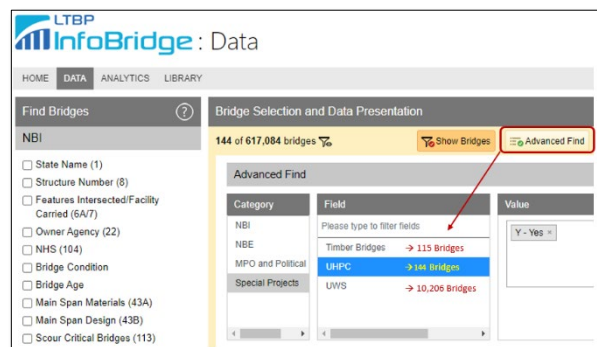 LTBP
InfoBridge : Data
HOME DATA ANALYTICS LIBRARY
Find Bridges ?
NBI
State Name (1)
Structure Number (8)
Features Intersected/Facility
Carried (6A/7)
Owner Agency (22)
NHS (104)
Bridge Condition
Bridge Age
Main Span Materials (43A)
Main Span Design (43B)
Scour Critical Bridges (113)
Bridge Selection and Data Presentation
144 of 617,084 bridges Show Bridges Advanced Find
Advanced Find
Category
NBI
NBE
MPO and Political
Special Projects
Field
Please type to filter fields
Timber Bridges → 115 Bridges
UHPC →144 Bridges
UWS → 10,206 Bridges
Value
Y - Yes ×